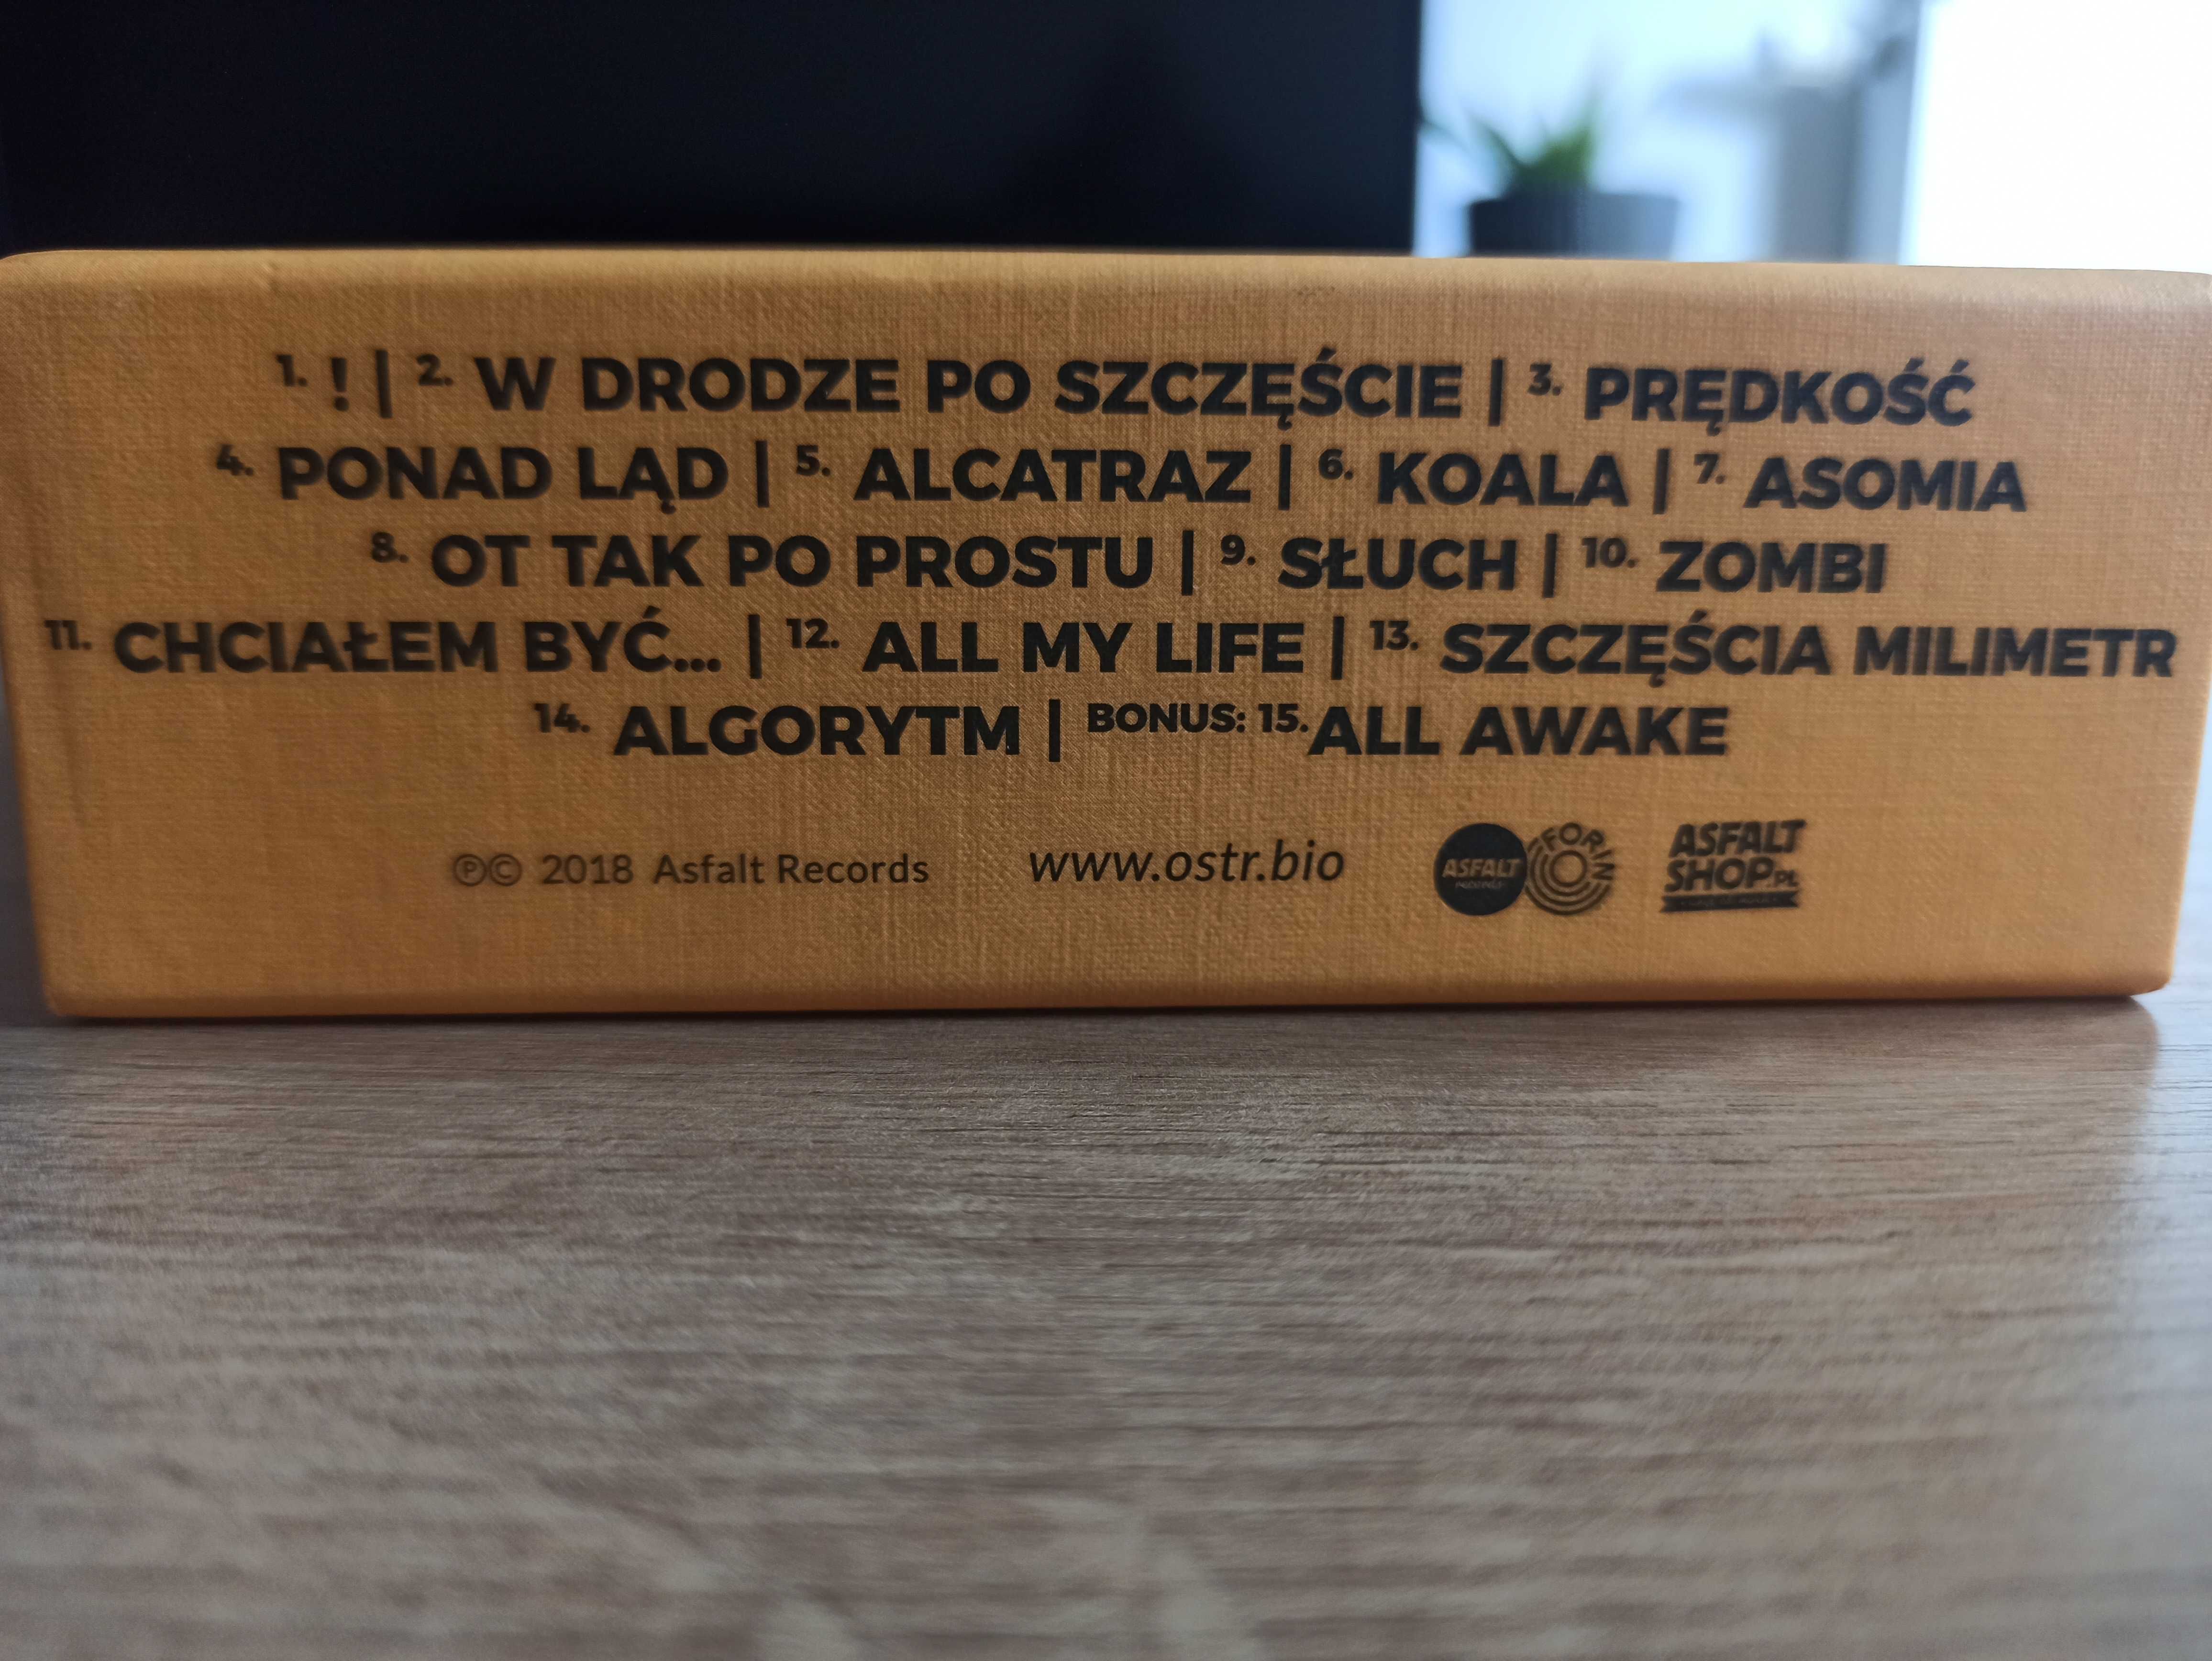 1. ! | 2. W DRODZE PO SZCZĘŚCIE | 3. PRĘDKOŚĆ
4. PONAD LĄD | 5. ALCATRAZ | 6. KOALA | 7. ASOMIA
8. OT TAK PO PROSTU | 9. SŁUCH | 10. ZOMBI
11. CHCIAŁEM BYĆ... | 12. ALL MY LIFE | 13. SZCZĘŚCIA MILIMETR
14. ALGORYTM | BONUS: 15. ALL AWAKE
℗© 2018 Asfalt Records
www.ostr.bio
ASFALT
RECORDS
FORIN
ASFALT
SHOP.PL